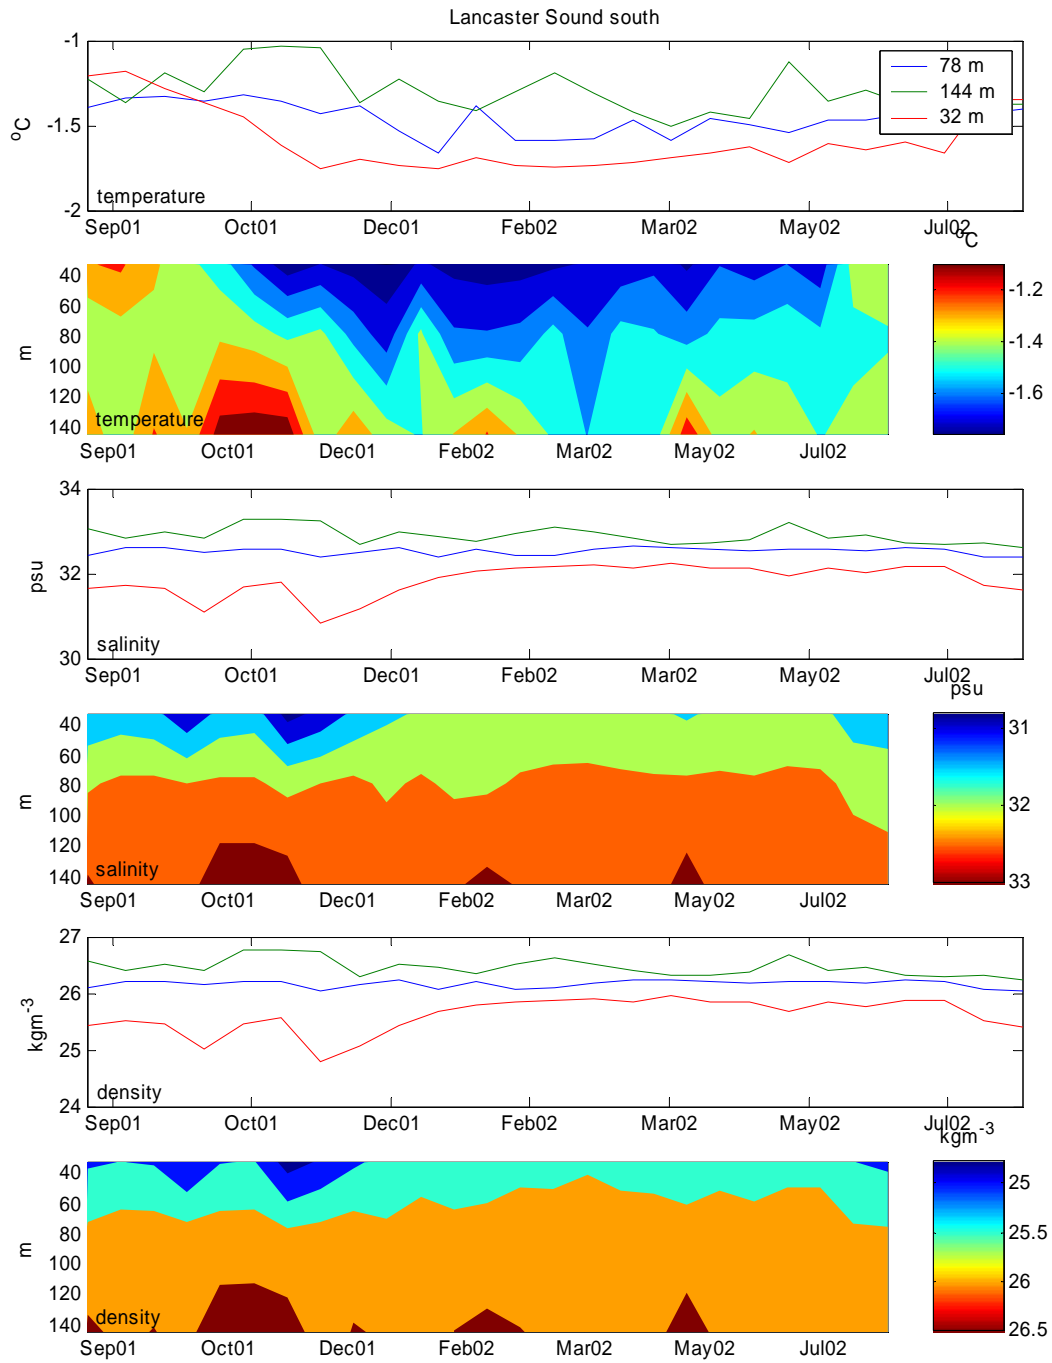 Lancaster Sound south
-1
-1.5
-2
°C
78 m
144 m
32 m
temperature
Sep01 Oct01 Dec01 Feb02 Mar02 May02 Jul02
°C
40
60
80
100
120
140
m
temperature
-1.2
-1.4
-1.6
Sep01 Oct01 Dec01 Feb02 Mar02 May02 Jul02
34
32
30
psu
salinity
Sep01 Oct01 Dec01 Feb02 Mar02 May02 Jul02
psu
40
60
80
100
120
140
m
salinity
31
32
33
Sep01 Oct01 Dec01 Feb02 Mar02 May02 Jul02
27
26
25
24
kgm-3
density
Sep01 Oct01 Dec01 Feb02 Mar02 May02 Jul02
kgm-3
40
60
80
100
120
140
m
density
25
25.5
26
26.5
Sep01 Oct01 Dec01 Feb02 Mar02 May02 Jul02